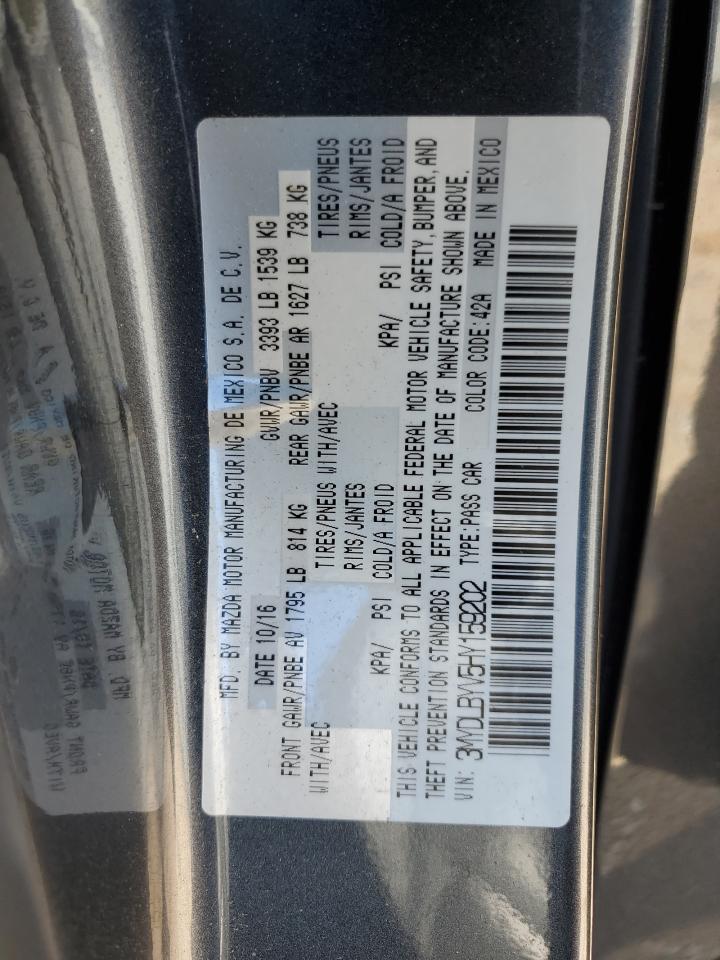 MFD. BY MAZDA MOTOR MANUFACTURING DE MEXICO S.A. DE C.V.
DATE 10/16 GVWR/PNBV 3393 LB 1539 KG
FRONT GAWR/PNBE AV 1795 LB 814 KG REAR GAWR/PNBE AR 1627 LB 738 KG
WITH/AVEC TIRES/PNEUS WITH/AVEC TIRES/PNEUS
RIMS/JANTES RIMS/JANTES
KPA/ PSI COLD/A FROID KPA/ PSI COLD/A FROID
THIS VEHICLE CONFORMS TO ALL APPLICABLE FEDERAL MOTOR VEHICLE SAFETY, BUMPER, AND
THEFT PREVENTION STANDARDS IN EFFECT ON THE DATE OF MANUFACTURE SHOWN ABOVE.
VIN: 3MYDLBYV5HY159202 TYPE:PASS CAR COLOR CODE:42A MADE IN MEXICO